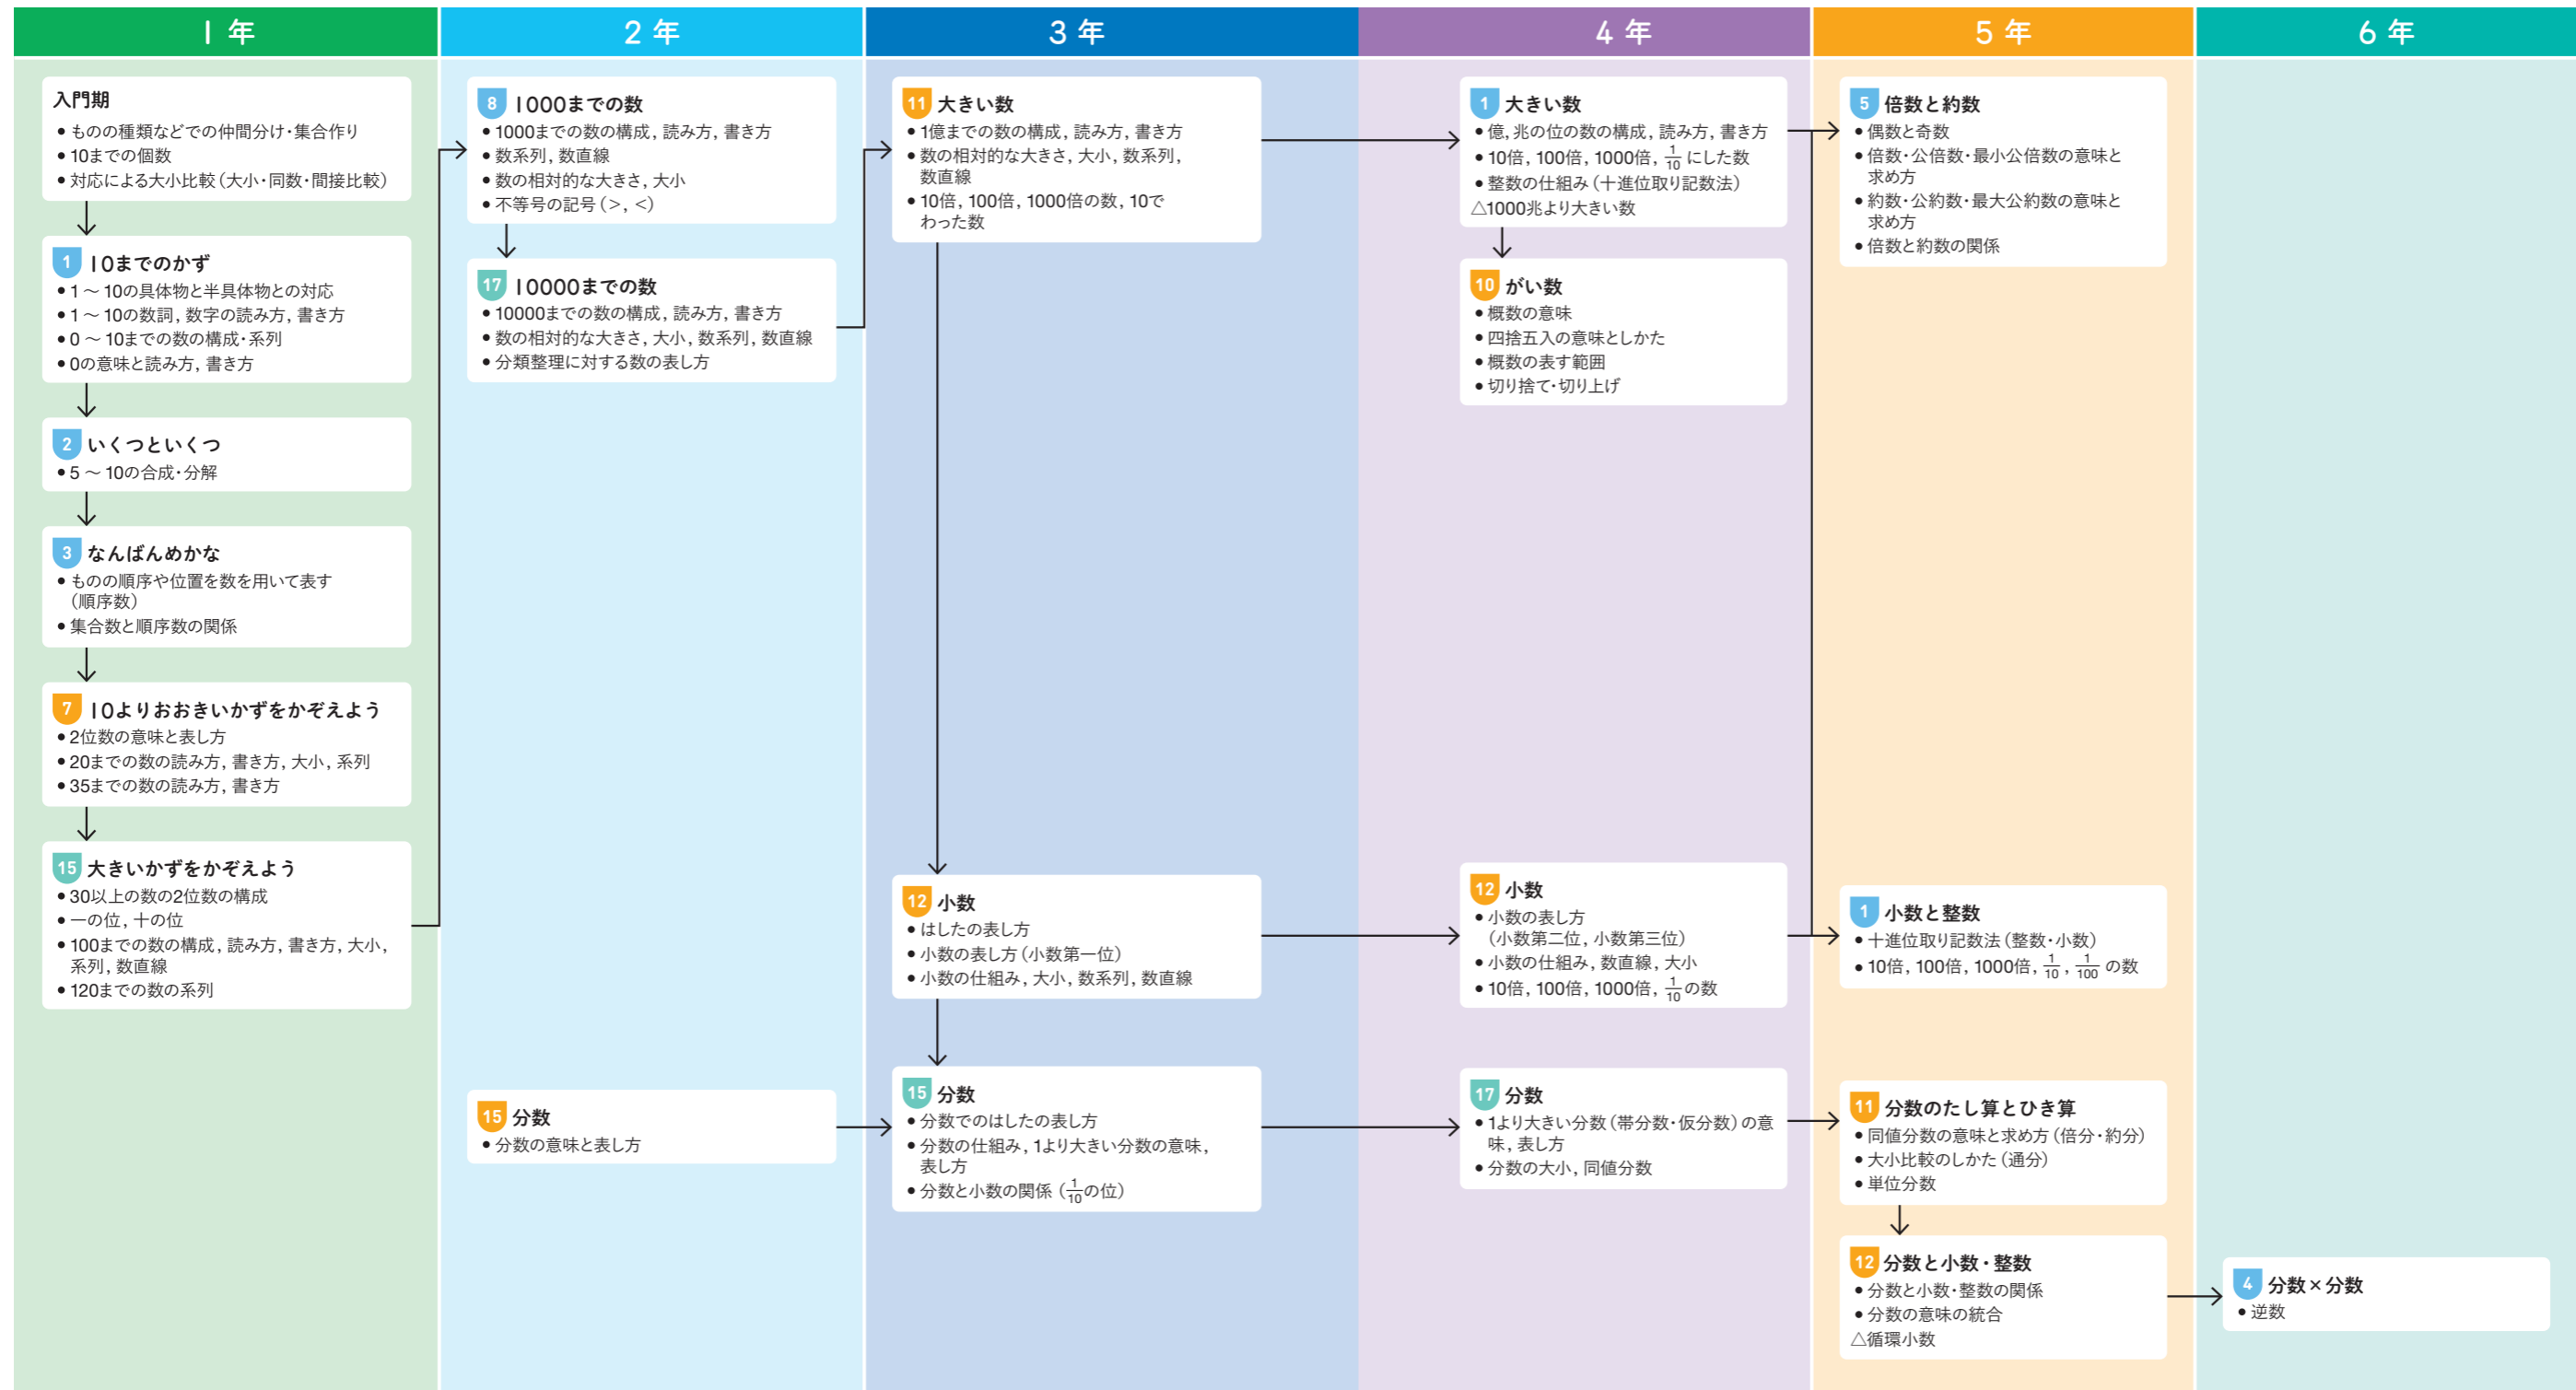 1 年
入門期
• ものの種類などでの仲間分け・集合作り
• 10までの個数
• 対応による大小比較(大小・同数・間接比較)
1 10までのかず
• 1 ～ 10の具体物と半具体物との対応
• 1 ～ 10の数詞, 数字の読み方, 書き方
• 0 ～ 10までの数の構成・系列
• 0の意味と読み方, 書き方
2 いくつといくつ
• 5 ～ 10の合成・分解
3 なんばんめかな
• ものの順序や位置を数を用いて表す
(順序数)
• 集合数と順序数の関係
7 10よりおおきいかずをかぞえよう
• 2位数の意味と表し方
• 20までの数の読み方, 書き方, 大小, 系列
• 35までの数の読み方, 書き方
15 大きいかずをかぞえよう
• 30以上の数の2位数の構成
• 一の位, 十の位
• 100までの数の構成, 読み方, 書き方, 大小,
系列, 数直線
• 120までの数の系列
2 年
8 1000までの数
• 1000までの数の構成, 読み方, 書き方
• 数系列, 数直線
• 数の相対的な大きさ, 大小
• 不等号の記号(>, <)
17 10000までの数
• 10000までの数の構成, 読み方, 書き方
• 数の相対的な大きさ, 大小, 数系列, 数直線
• 分類整理に対する数の表し方
15 分数
• 分数の意味と表し方
3 年
11 大きい数
• 1億までの数の構成, 読み方, 書き方
• 数の相対的な大きさ, 大小, 数系列,
数直線
• 10倍, 100倍, 1000倍の数, 10で
わった数
12 小数
• はしたの表し方
• 小数の表し方(小数第一位)
• 小数の仕組み, 大小, 数系列, 数直線
15 分数
• 分数でのはしたの表し方
• 分数の仕組み, 1より大きい分数の意味,
表し方
• 分数と小数の関係(1/10の位)
4 年
1 大きい数
• 億, 兆の位の数の構成, 読み方, 書き方
• 10倍, 100倍, 1000倍, 1/10 にした数
• 整数の仕組み(十進位取り記数法)
△1000兆より大きい数
10 がい数
• 概数の意味
• 四捨五入の意味としかた
• 概数の表す範囲
• 切り捨て・切り上げ
12 小数
• 小数の表し方
(小数第二位, 小数第三位)
• 小数の仕組み, 数直線, 大小
• 10倍, 100倍, 1000倍, 1/10の数
17 分数
• 1より大きい分数(帯分数・仮分数)の意
味, 表し方
• 分数の大小, 同値分数
5 年
5 倍数と約数
• 偶数と奇数
• 倍数・公倍数・最小公倍数の意味と
求め方
• 約数・公約数・最大公約数の意味と
求め方
• 倍数と約数の関係
1 小数と整数
• 十進位取り記数法(整数・小数)
• 10倍, 100倍, 1000倍, 1/10, 1/100 の数
11 分数のたし算とひき算
• 同値分数の意味と求め方(倍分・約分)
• 大小比較のしかた(通分)
• 単位分数
12 分数と小数・整数
• 分数と小数・整数の関係
• 分数の意味の統合
△循環小数
6 年
4 分数×分数
• 逆数